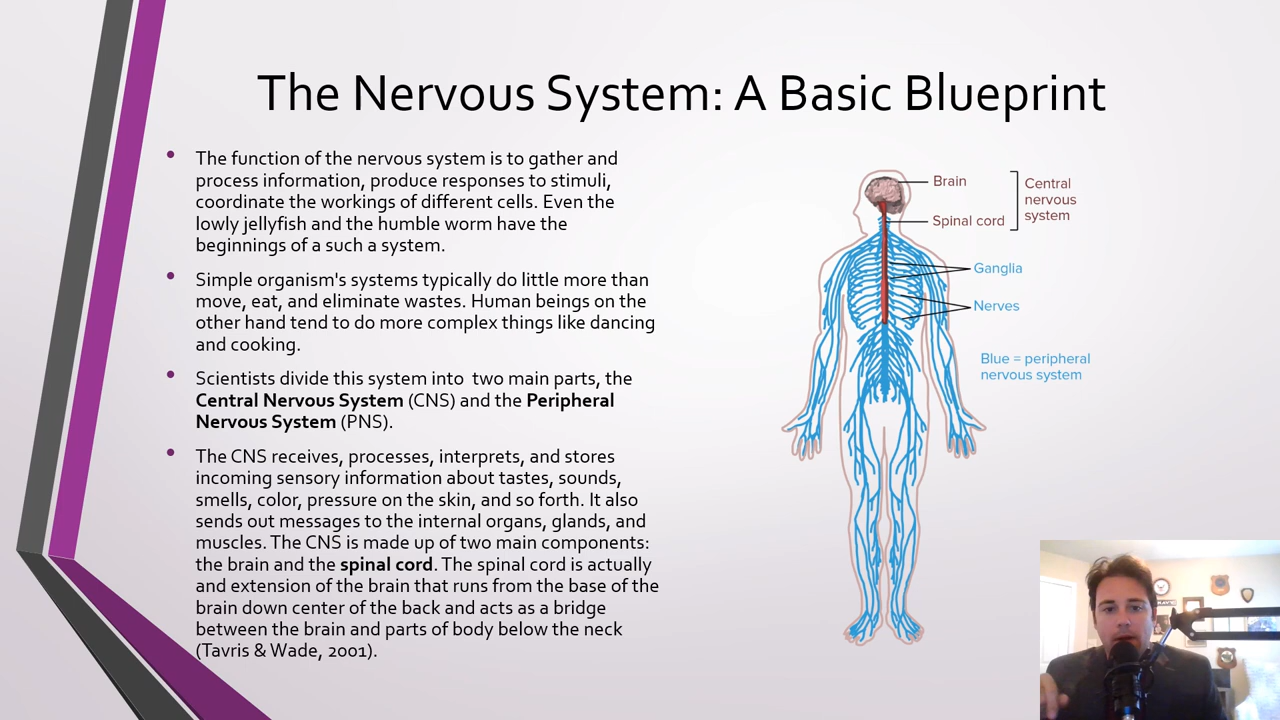 The Nervous System: A Basic Blueprint
The function of the nervous system is to gather and
process information, produce responses to stimuli,
coordinate the workings of different cells. Even the
lowly jellyfish and the humble worm have the
beginnings of a such a system.
Simple organism's systems typically do little more than
move, eat, and eliminate wastes. Human beings on the
other hand tend to do more complex things like dancing
and cooking.
Scientists divide this system into two main parts, the
Central Nervous System (CNS) and the Peripheral
Nervous System (PNS).
The CNS receives, processes, interprets, and stores
incoming sensory information about tastes, sounds,
smells, color, pressure on the skin, and so forth. It also
sends out messages to the internal organs, glands, and
muscles. The CNS is made up of two main components:
the brain and the spinal cord. The spinal cord is actually
and extension of the brain that runs from the base of the
brain down center of the back and acts as a bridge
between the brain and parts of body below the neck
(Tavris & Wade, 2001).
Brain
Spinal cord
Central
nervous
system
Ganglia
Nerves
Blue = peripheral
nervous system